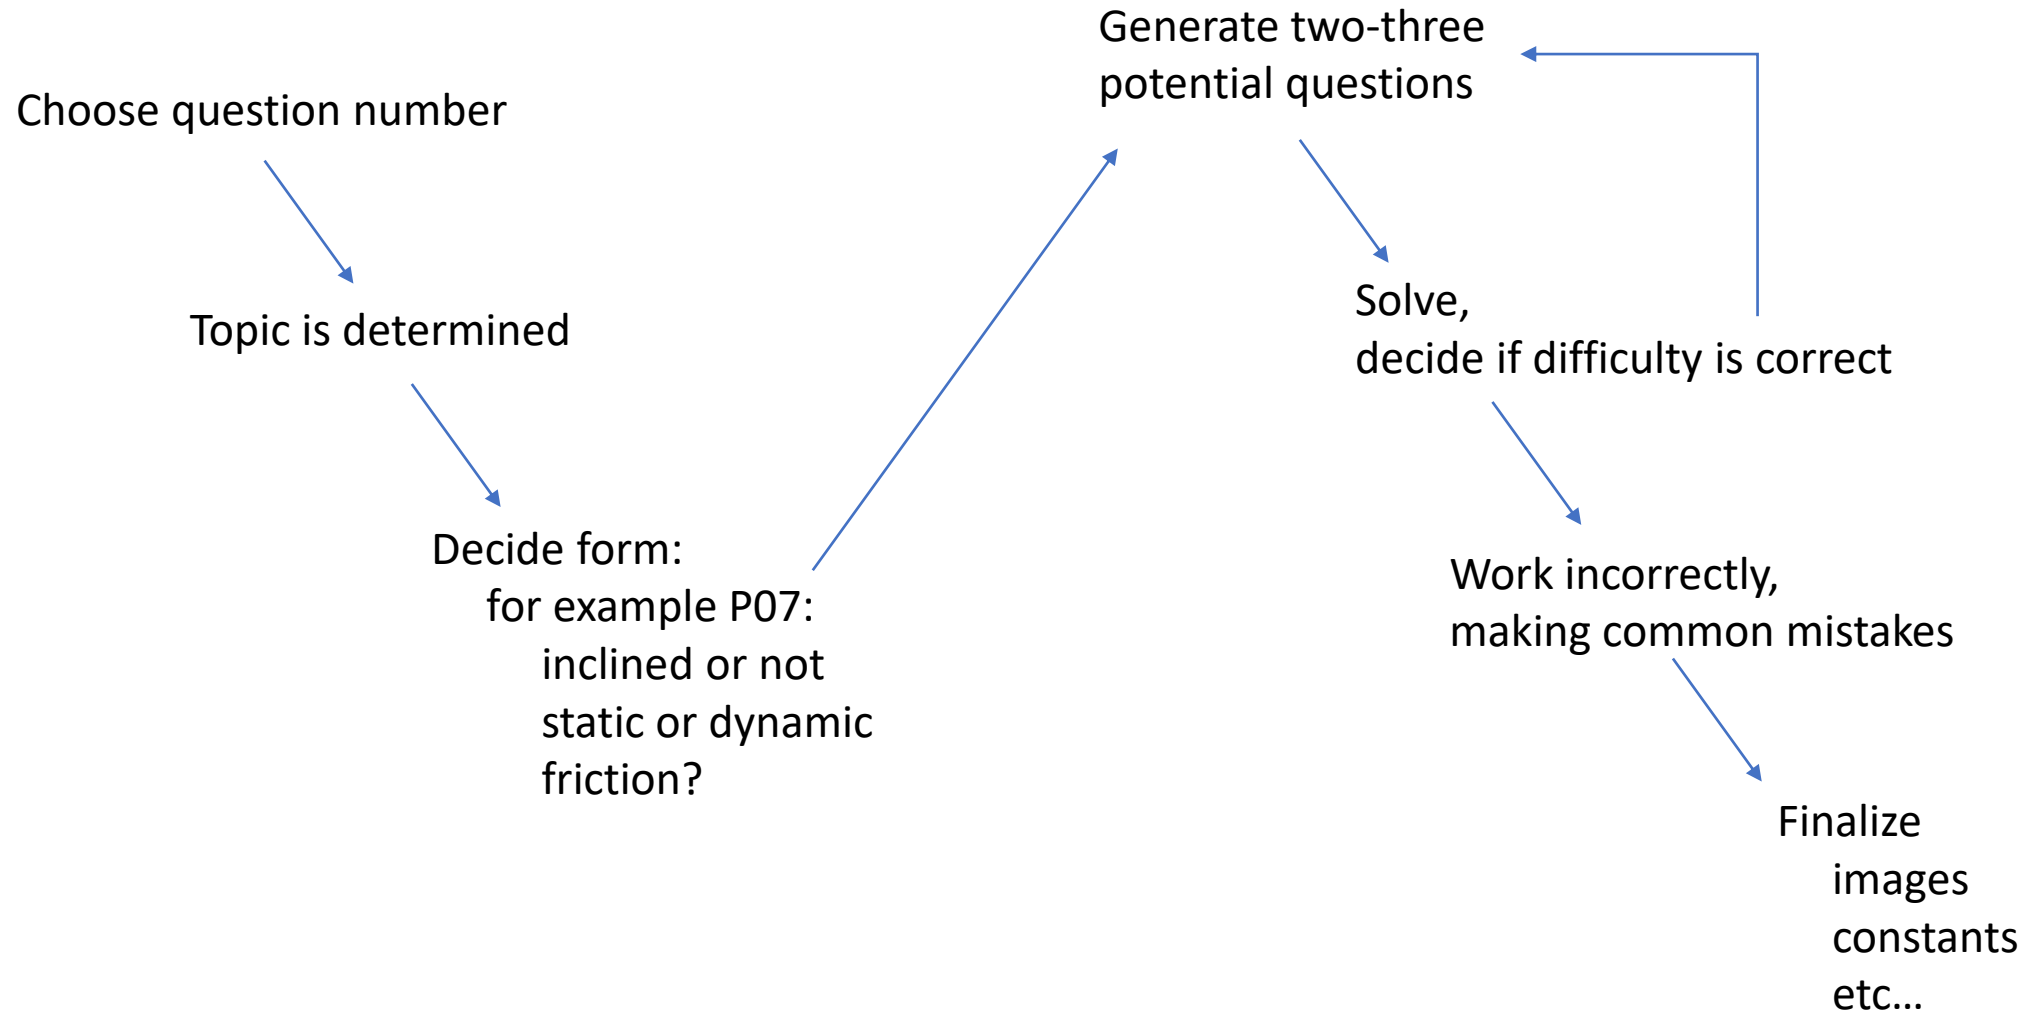 Choose question number
Topic is determined
Decide form:
for example P07:
inclined or not
static or dynamic
friction?
Generate two-three
potential questions
Solve,
decide if difficulty is correct
Work incorrectly,
making common mistakes
Finalize
images
constants
etc...